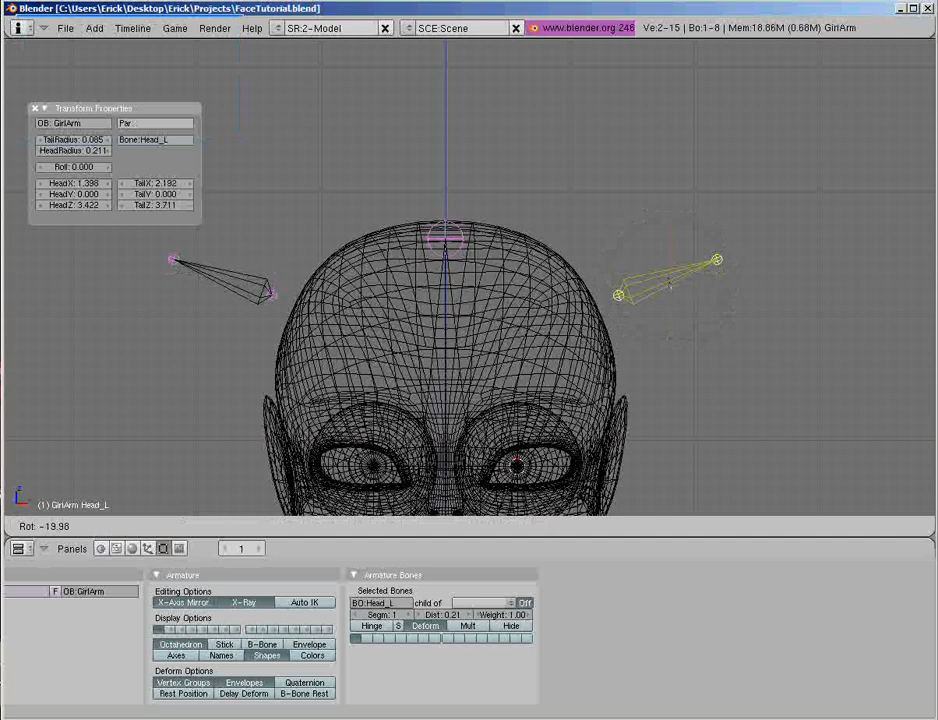 Blender [C:\Users\Erick\Desktop\Erick\Projects\FaceTutorial.blend]
File Add Timeline Game Render Help SR:2-Model SCE:Scene www.blender.org 246 Ve:2-15 | Bo:1-8 | Mem:18.86M (0.68M) GirlArm
Transform Properties
OB: GirlArm Par:
TailRadius: 0.085 Bone:Head_L
HeadRadius: 0.211
Roll: 0.000
HeadX: 1.398 TailX: 2.192
HeadY: 0.000 TailY: 0.000
HeadZ: 3.422 TailZ: 3.711
z
(1) GirlArm Head_L
Rot: -19.98
Panels 1
Armature Armature Bones
F OB:GirlArm Editing Options Selected Bones
X-Axis Mirror X-Ray Auto IK BO:Head_L child of Off
Display Options Segm: 1 Dist: 0.21 Weight: 1.00
Hinge S Deform Mult Hide
Octahedron Stick B-Bone Envelope
Axes Names Shapes Colors
Deform Options
Vertex Groups Envelopes Quaternion
Rest Position Delay Deform B-Bone Rest